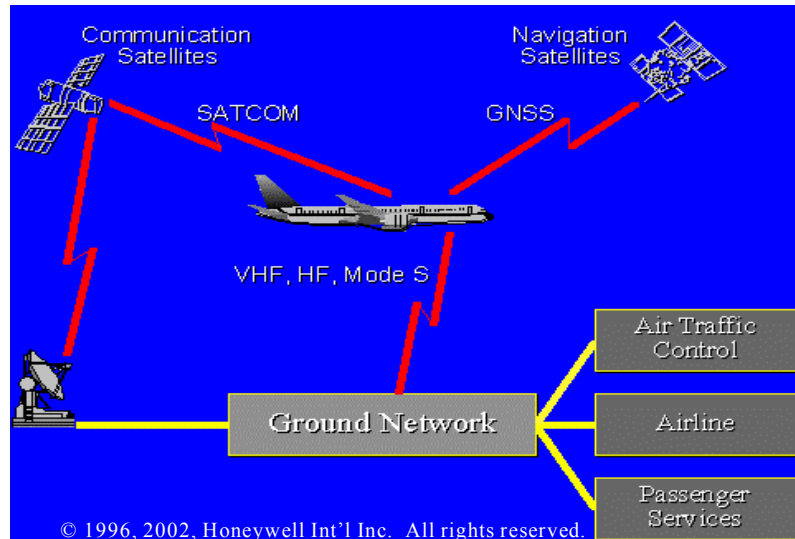 Communication
Satellites
Navigation
Satellites
SATCOM
GNSS
VHF, HF, Mode S
Air Traffic
Control
Ground Network
Airline
Passenger
Services
© 1996, 2002, Honeywell Int'l Inc. All rights reserved.